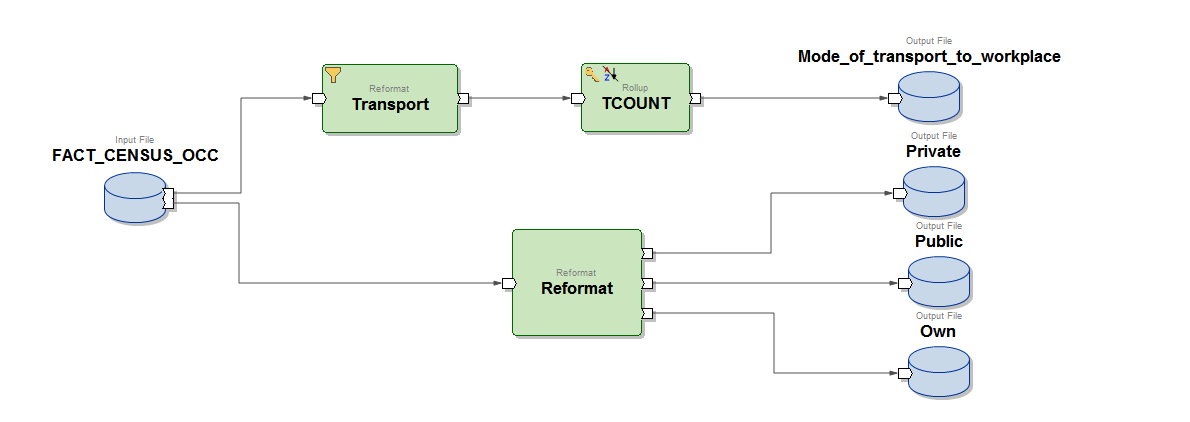 Output File
Mode_of_transport_to_workplace
Reformat
Transport
Rollup
TCOUNT
Input File
FACT_CENSUS_OCC
Output File
Private
Output File
Public
Reformat
Reformat
Output File
Own